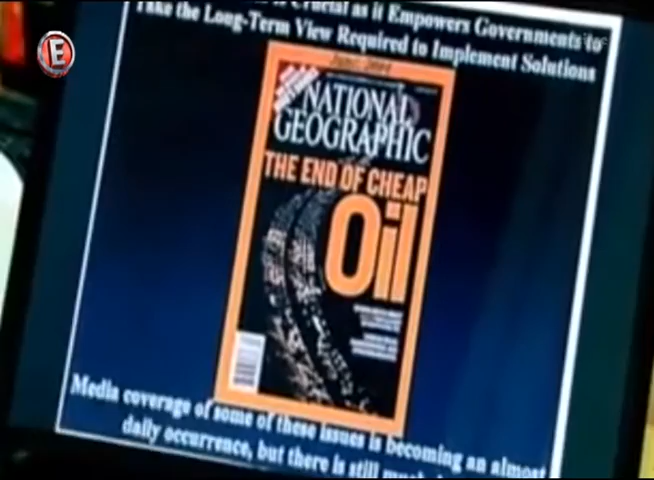 Crucial as it Empowers Governments to
Take the Long-Term View Required to Implement Solutions
E
NATIONAL
GEOGRAPHIC
THE END OF CHEAP
Oil
Media coverage of some of these issues is becoming an almost
daily occurrence, but there is still